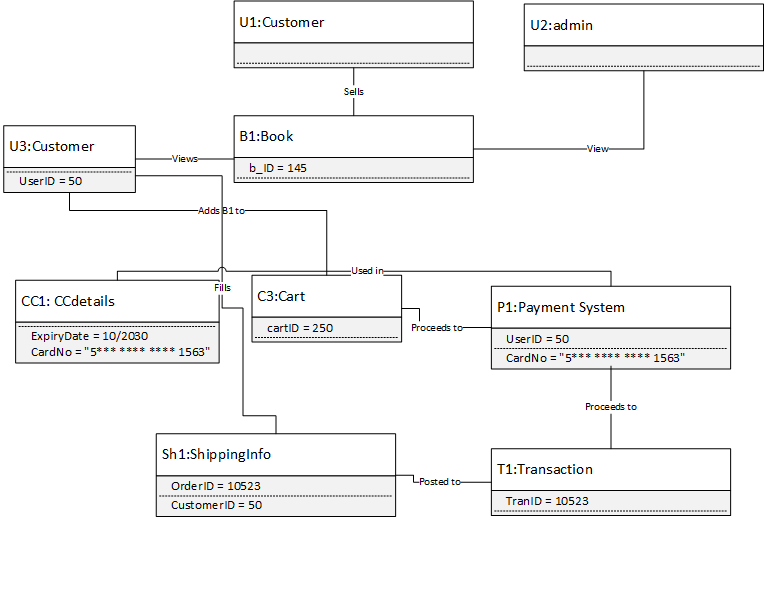 U1:Customer
U2:admin
Sells
B1:Book
b_ID = 145
View
U3:Customer
UserID = 50
Views
Adds B1 to
Used in
Fills
CC1: CCdetails
ExpiryDate = 10/2030
CardNo = "5*** **** **** 1563"
C3:Cart
cartID = 250
Proceeds to
P1:Payment System
UserID = 50
CardNo = "5*** **** **** 1563"
Proceeds to
Sh1:ShippingInfo
OrderID = 10523
CustomerID = 50
Posted to
T1:Transaction
TranID = 10523